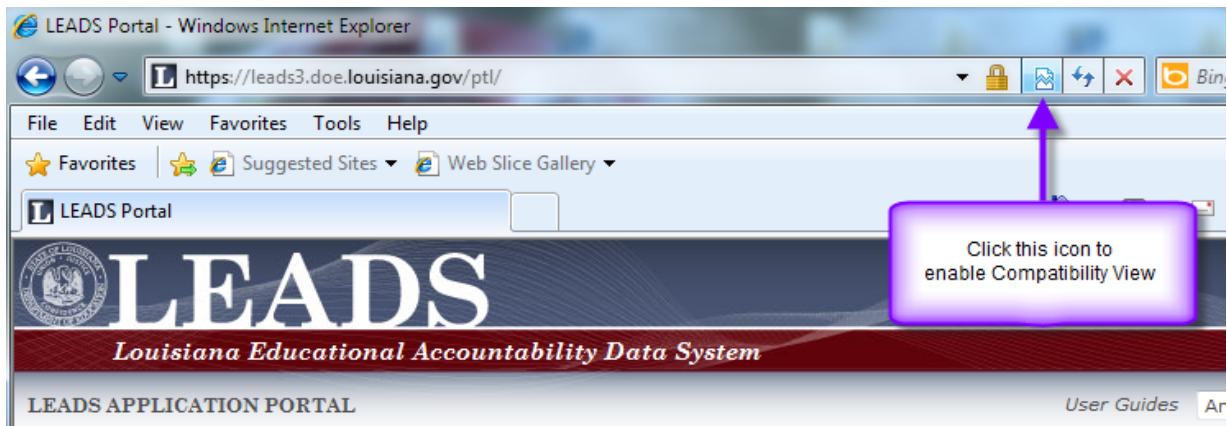 LEADS Portal - Windows Internet Explorer
https://leads3.doe.louisiana.gov/ptl/
File Edit View Favorites Tools Help
Favorites Suggested Sites Web Slice Gallery
LEADS Portal
Click this icon to
enable Compatibility View
LEADS
Louisiana Educational Accountability Data System
LEADS APPLICATION PORTAL User Guides